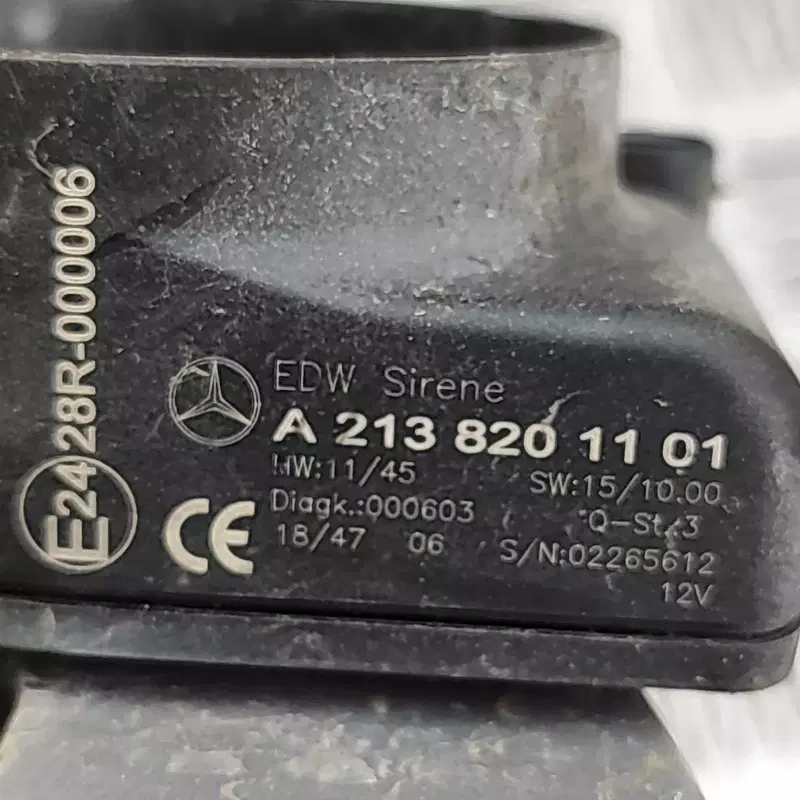 E24 28R-000006
EDW Sirene
A 213 820 11 01
HW:11/45 SW:15/10.00
Diagk.:000603 Q-St.:3
18/47 06 S/N:02265612
12V
CE